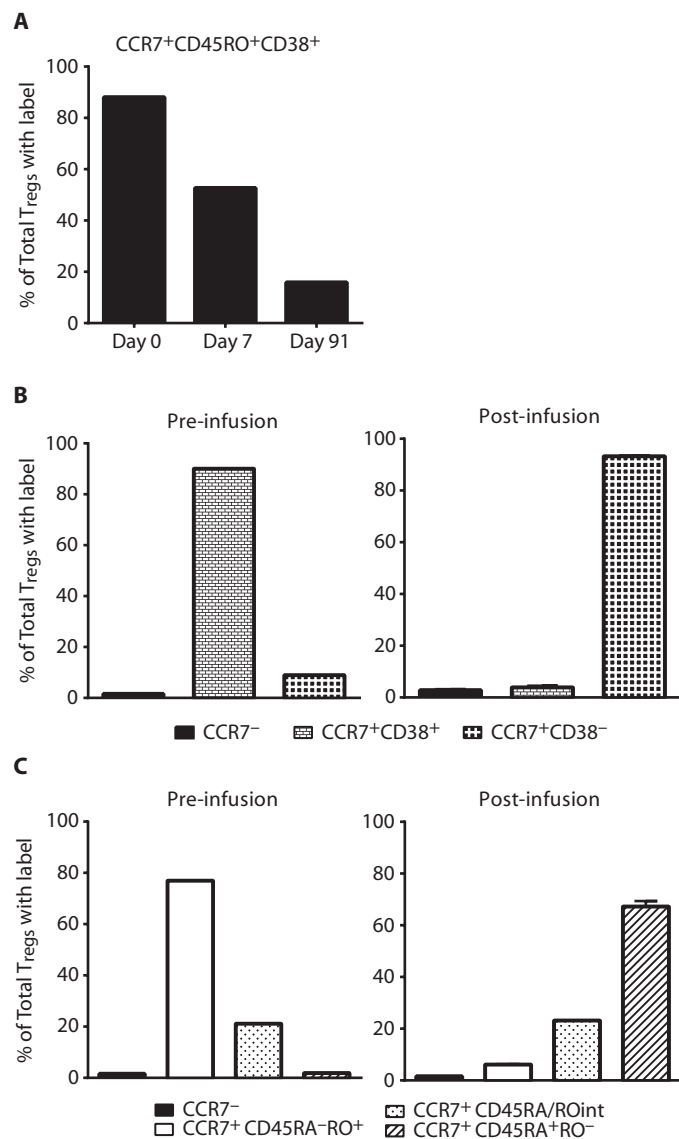 A
CCR7⁺CD45RO⁺CD38⁺
% of Total Tregs with label
100
80
60
40
20
0
Day 0 Day 7 Day 91
B
Pre-infusion Post-infusion
% of Total Tregs with label
100
80
60
40
20
0
100
80
60
40
20
0
CCR7⁻ CCR7⁺CD38⁺ CCR7⁺CD38⁻
C
Pre-infusion Post-infusion
% of Total Tregs with label
100
80
60
40
20
0
100
80
60
40
20
0
CCR7⁻ CCR7⁺ CD45RA/ROint
CCR7⁺ CD45RA⁻RO⁺ CCR7⁺ CD45RA⁺RO⁻